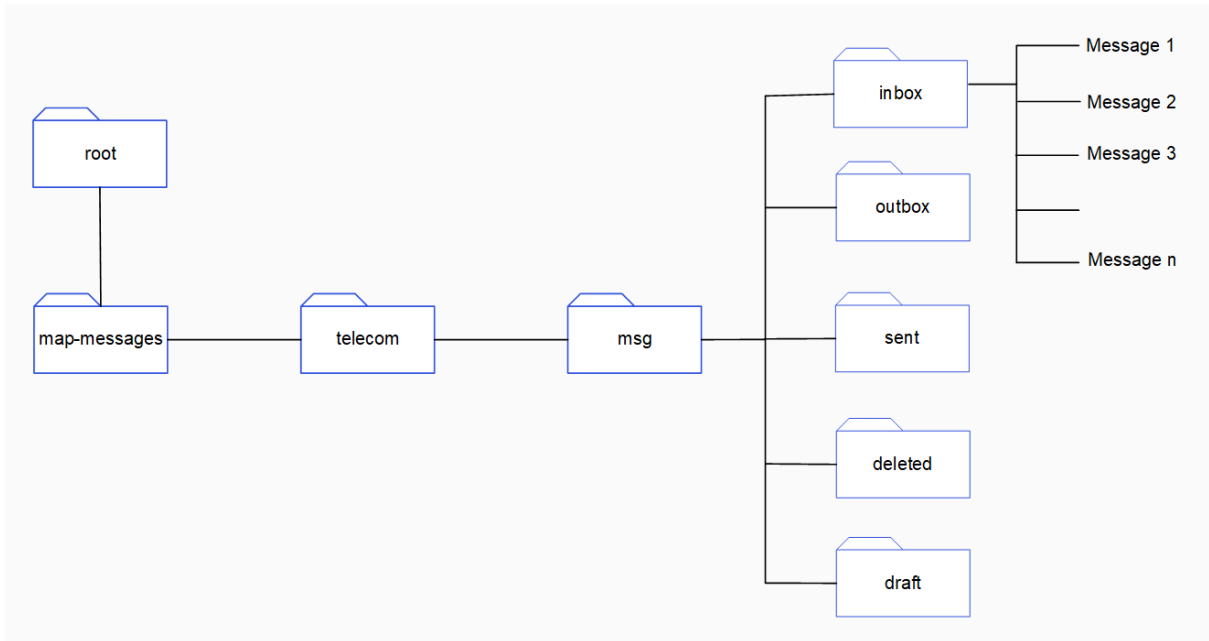 root
map-messages
telecom
msg
inbox
outbox
sent
deleted
draft
Message 1
Message 2
Message 3
Message n